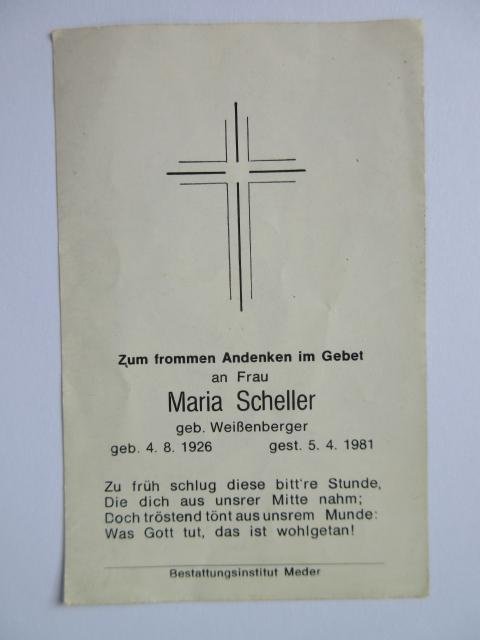 Zum frommen Andenken im Gebet
an Frau
Maria Scheller
geb. Weißenberger
geb. 4. 8. 1926 gest. 5. 4. 1981
Zu früh schlug diese bitt're Stunde,
Die dich aus unsrer Mitte nahm;
Doch tröstend tönt aus unsrem Munde:
Was Gott tut, das ist wohlgetan!
Bestattungsinstitut Meder